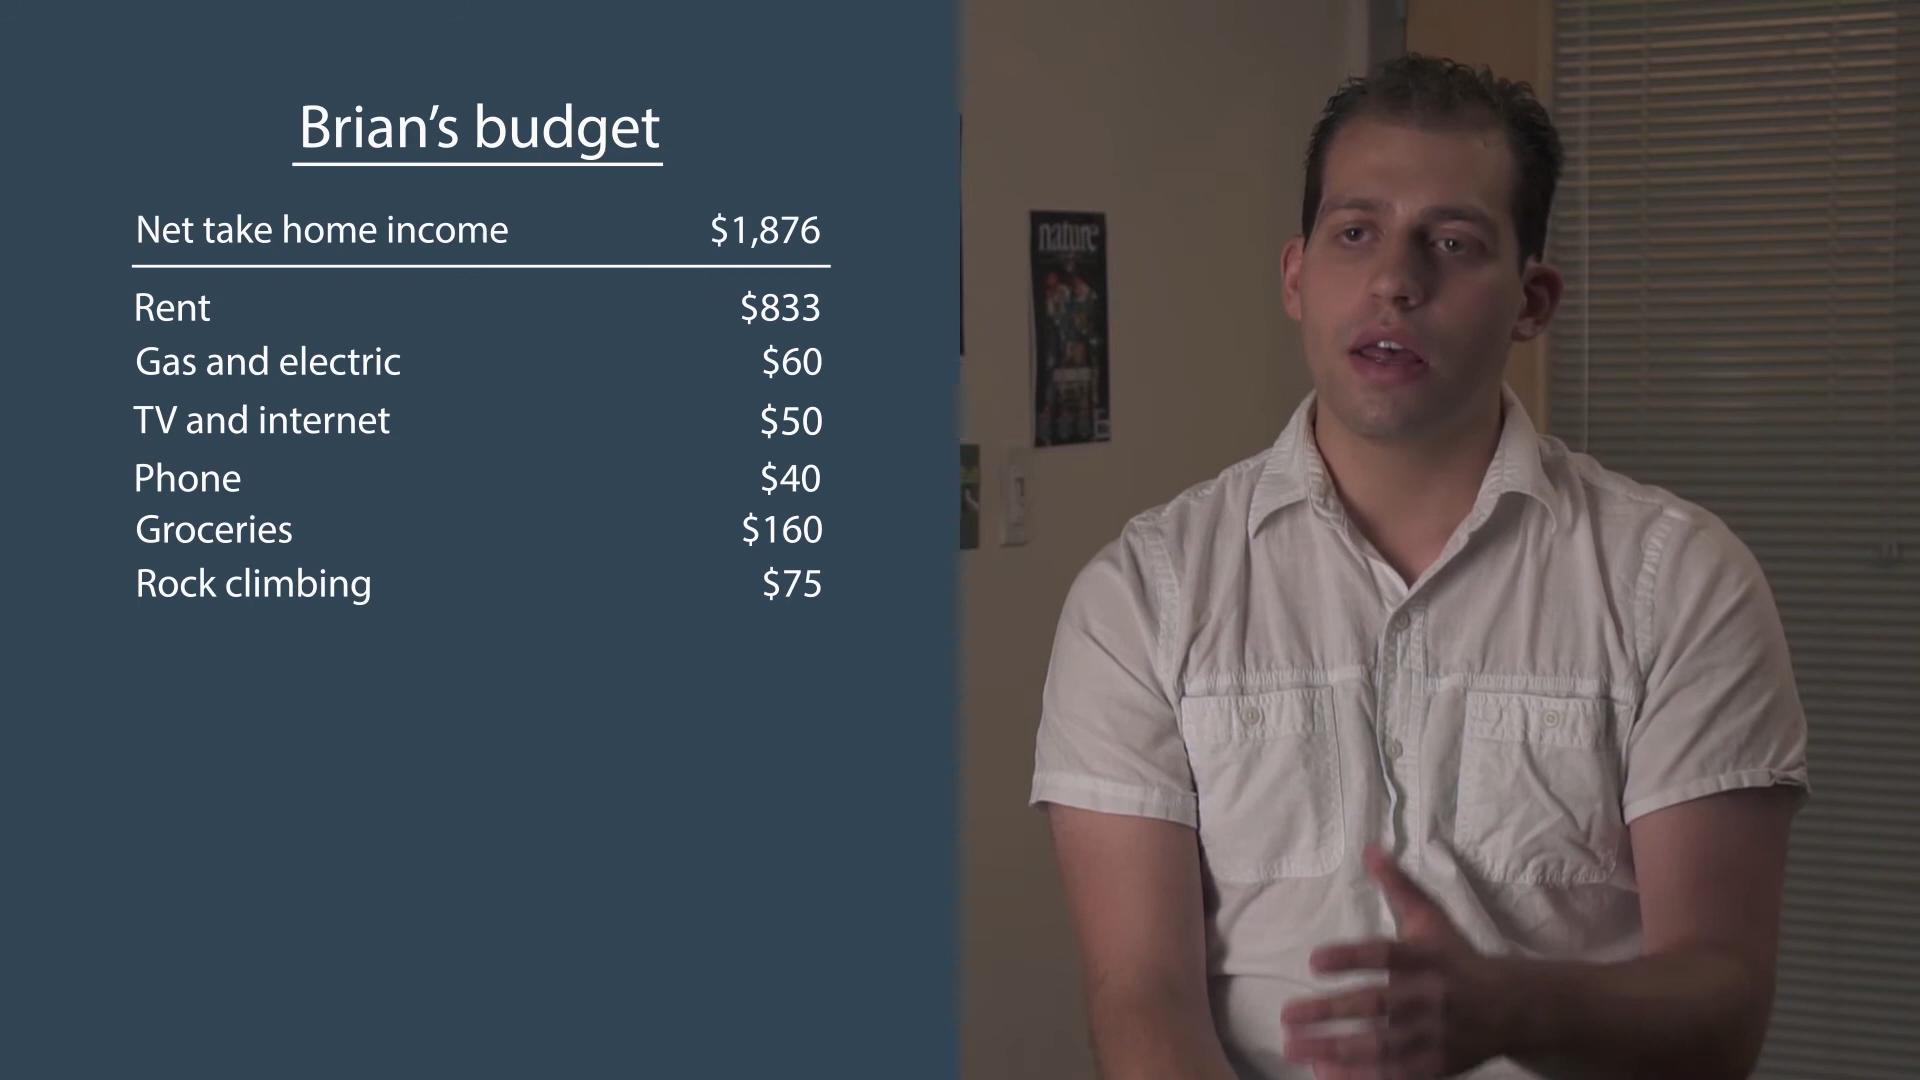 Brian's budget
Net take home income $1,876
Rent $833
Gas and electric $60
TV and internet $50
Phone $40
Groceries $160
Rock climbing $75
nature